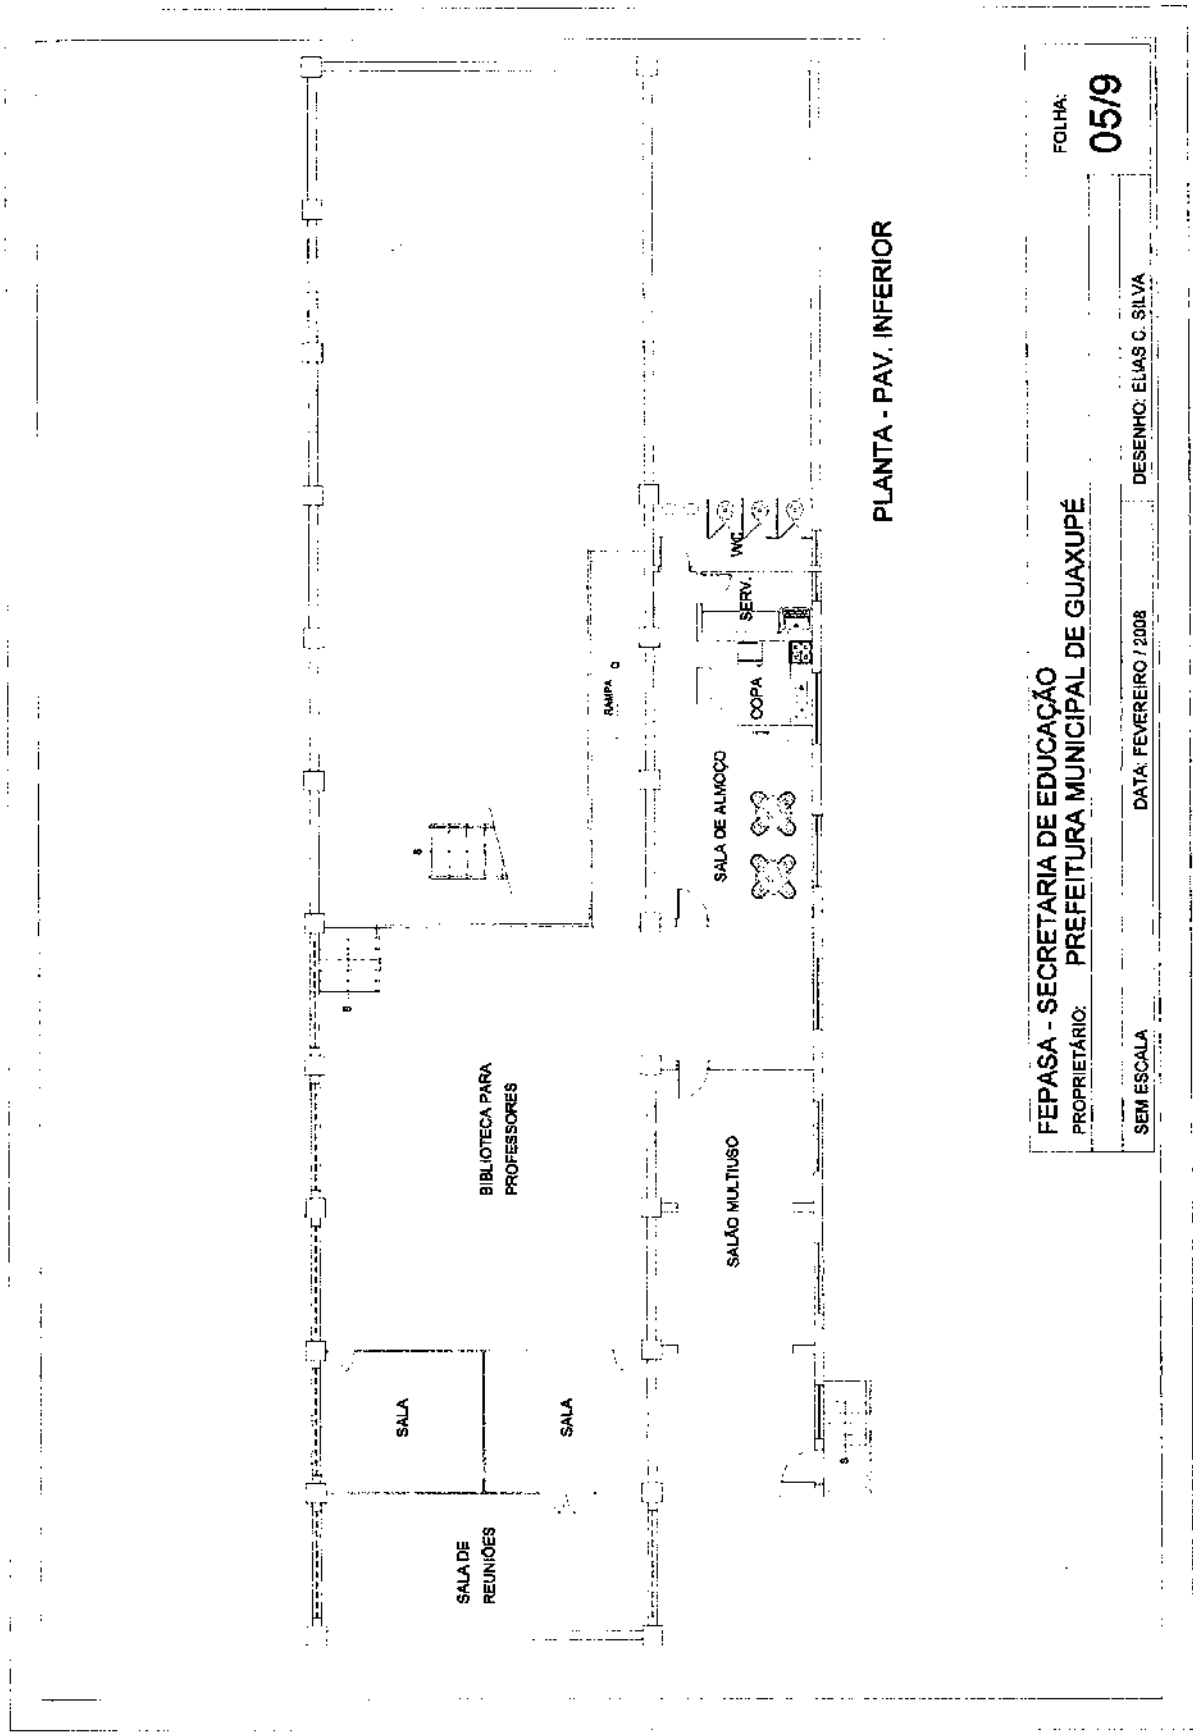 S
S
RAMPA
BIBLIOTECA PARA
PROFESSORES
SALA
SALA
SALA DE
REUNIÕES
SALÃO MULTIUSO
SALA DE ALMOÇO
COPA
SERV.
WC
S
PLANTA - PAV. INFERIOR
FEPASA - SECRETARIA DE EDUCAÇÃO
PROPRIETÁRIO: PREFEITURA MUNICIPAL DE GUAXUPÉ
SEM ESCALA DATA: FEVEREIRO / 2008 DESENHO: ELIAS C. SILVA
FOLHA:
05/9